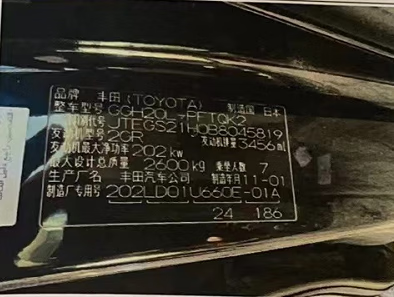 品牌 丰田(TOYOTA) 制造国 日本
整车型号 GGH20L-PFTQK2
车辆识别代号 JTEGS21H0B8045819
发动机型号 2GR 发动机排量 3456 mL
发动机最大净功率 202 kw
最大设计总质量 2600 kg 乘坐人数 7
生产厂名 丰田汽车公司 制造年月 11-01
制造厂专用号 202LD01U660E-01A
24 186